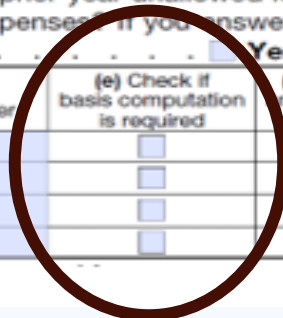 penses? If you answe
. . . . . . Ye
(e) Check if
basis computation
is required